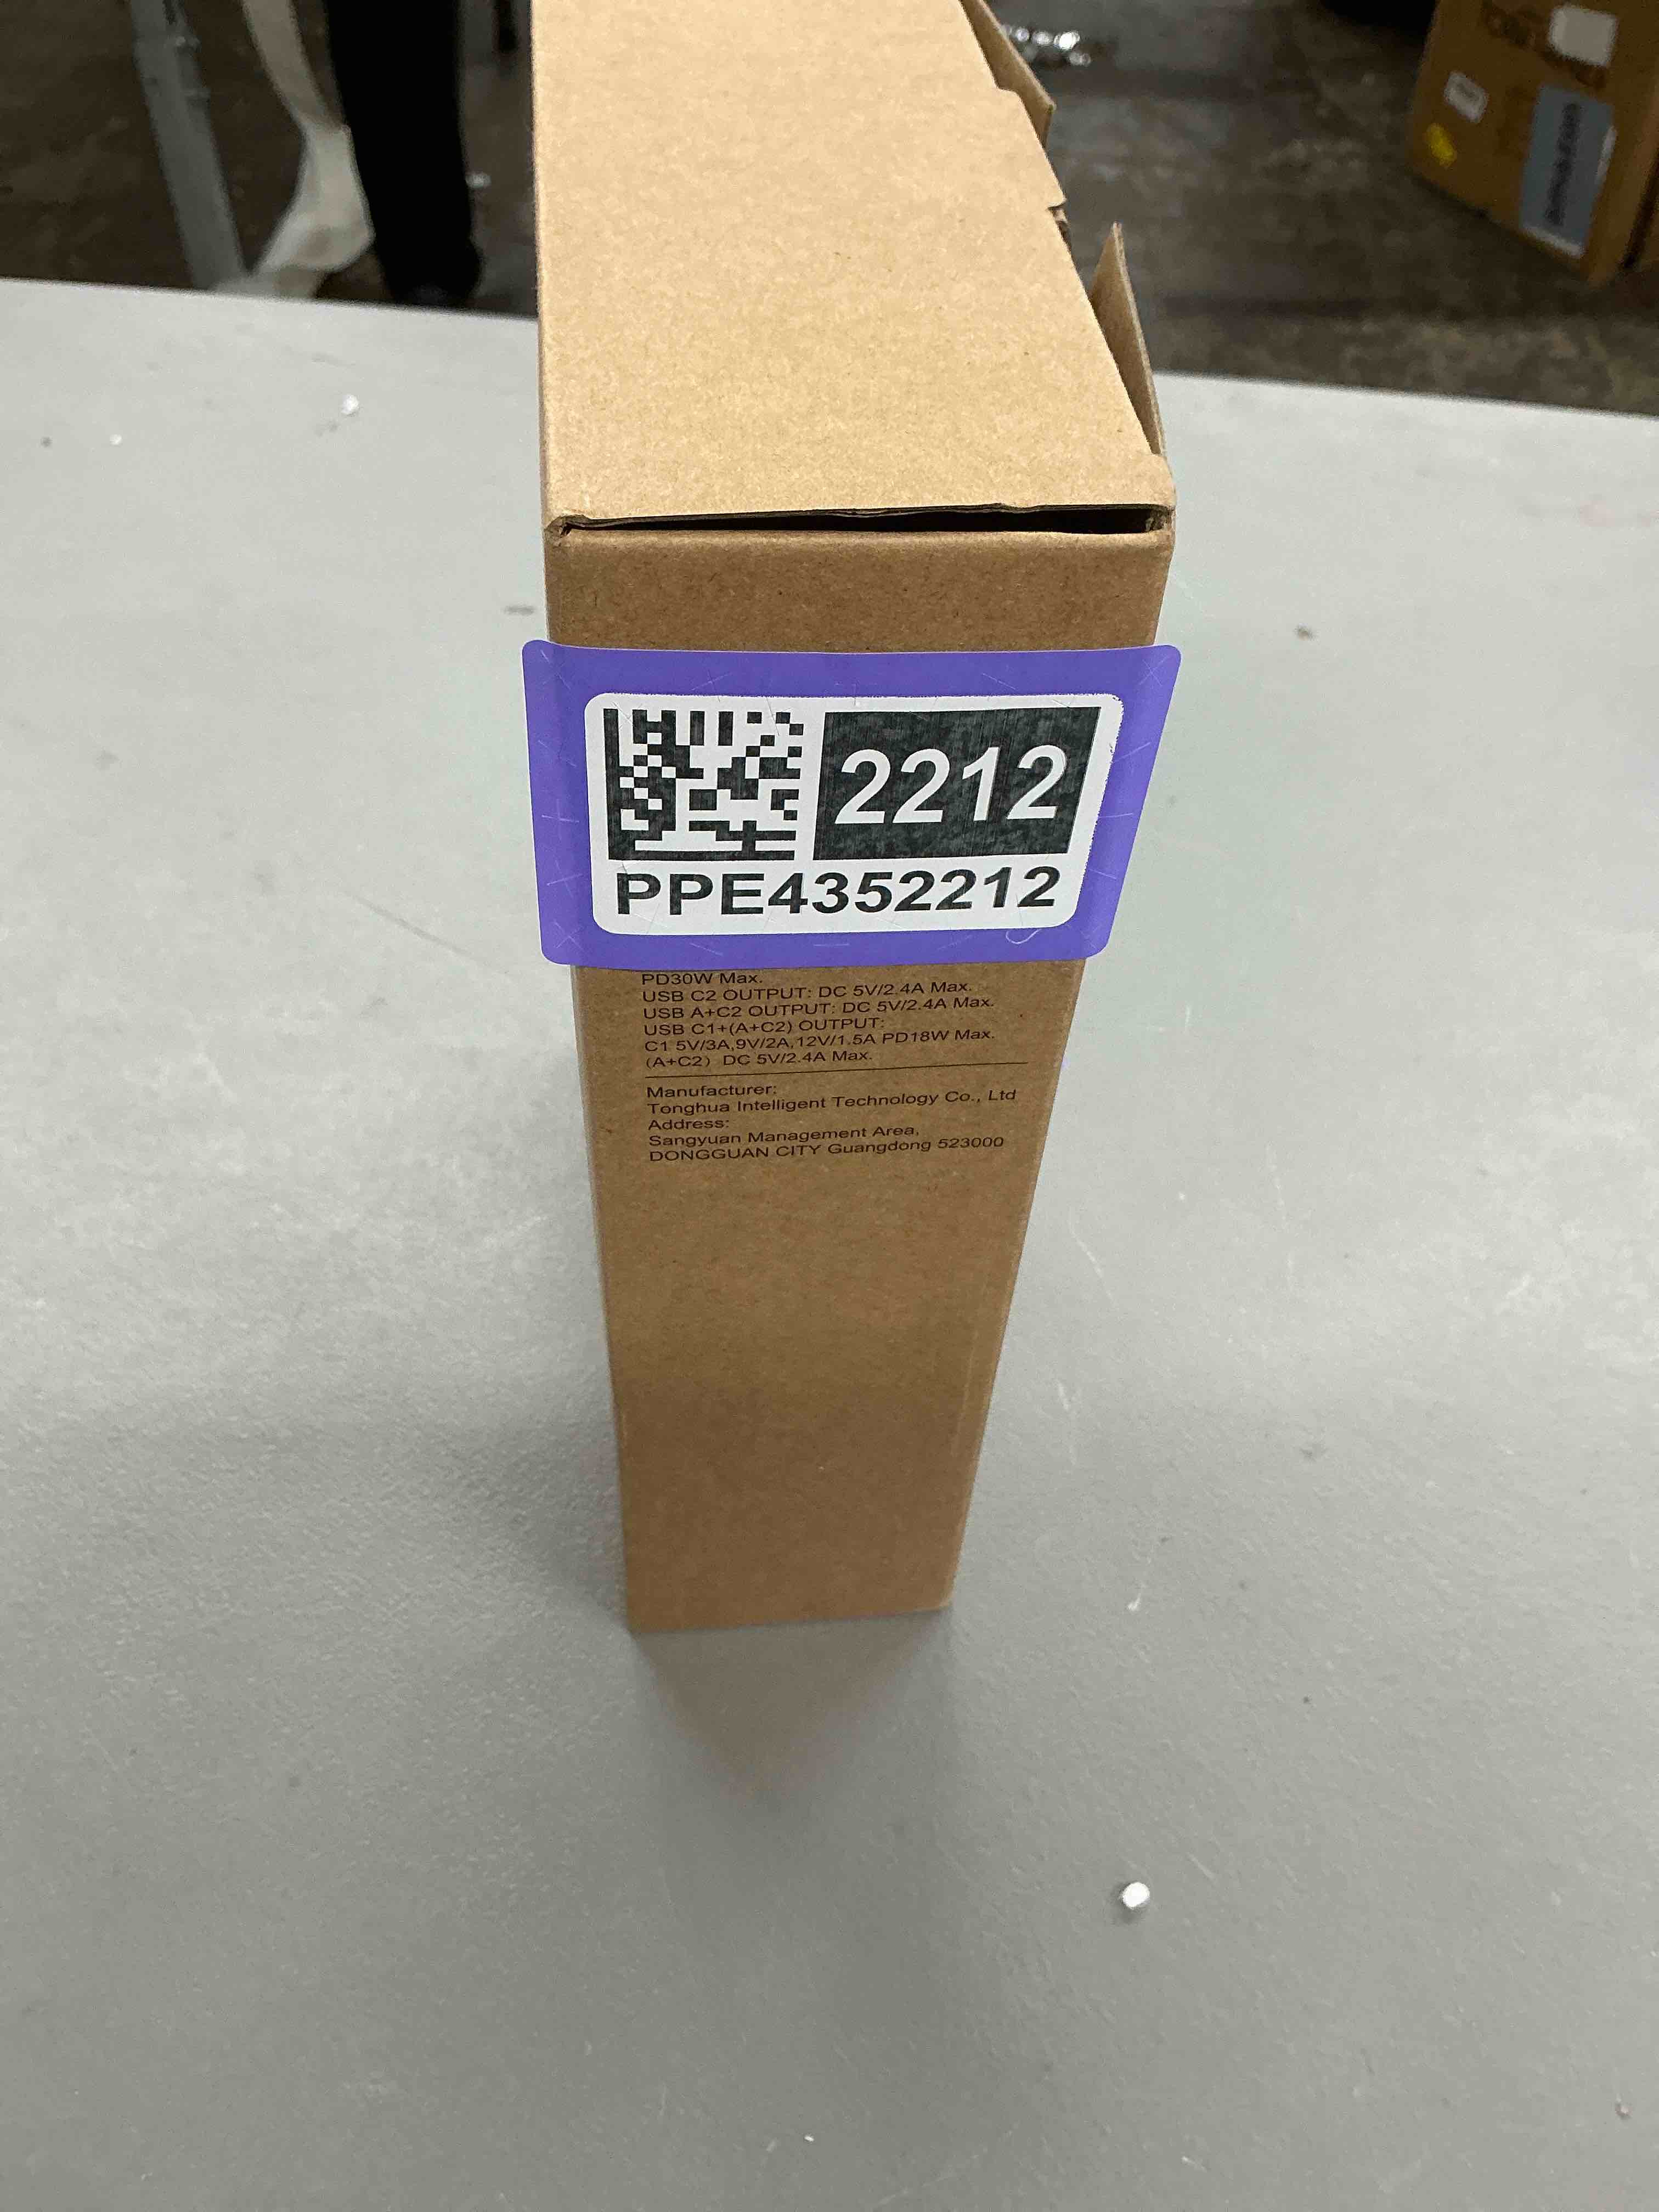 2212
PPE4352212
PD30W Max.
USB C2 OUTPUT: DC 5V/2.4A Max.
USB A+C2 OUTPUT: DC 5V/2.4A Max.
USB C1+(A+C2) OUTPUT:
C1 5V/3A,9V/2A,12V/1.5A PD18W Max.
(A+C2) DC 5V/2.4A Max.
Manufacturer:
Tonghua Intelligent Technology Co., Ltd
Address:
Sangyuan Management Area,
DONGGUAN CITY Guangdong 523000